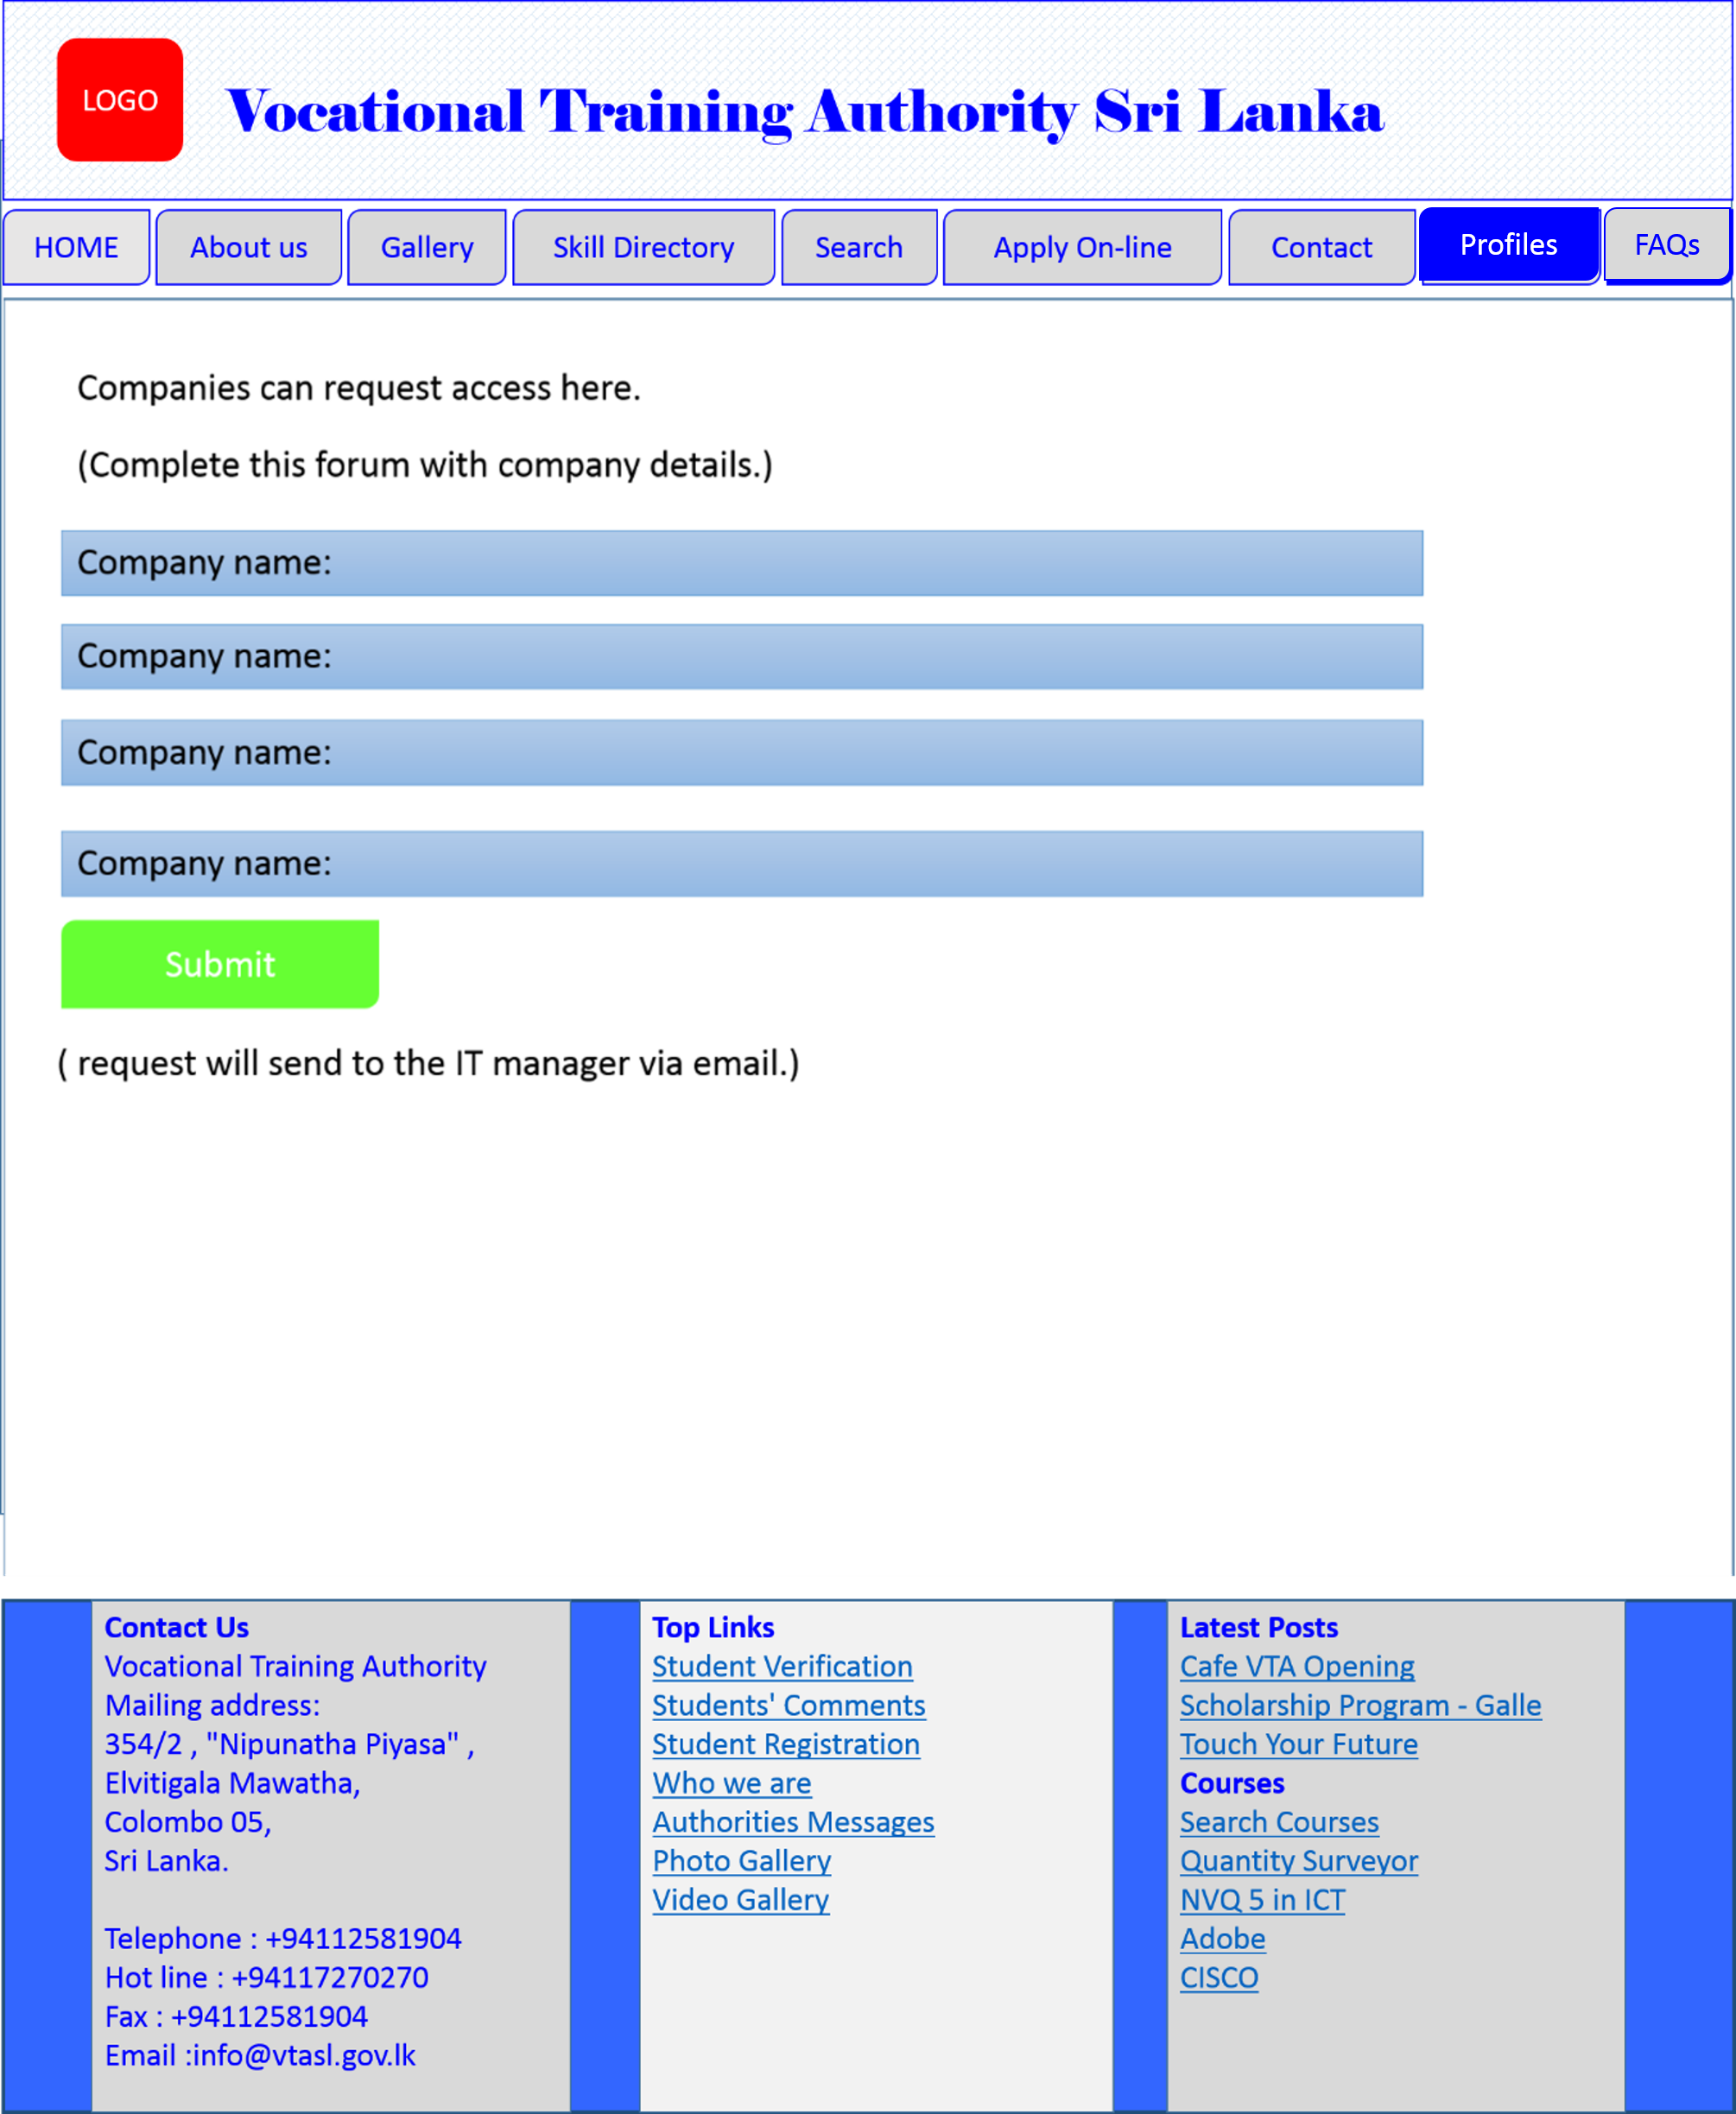 LOGO
Vocational Training Authority Sri Lanka
HOME About us Gallery Skill Directory Search Apply On-line Contact Profiles FAQs
Companies can request access here.
(Complete this forum with company details.)
Company name:
Company name:
Company name:
Company name:
Submit
( request will send to the IT manager via email.)
Contact Us
Vocational Training Authority
Mailing address:
354/2 , "Nipunatha Piyasa" ,
Elvitigala Mawatha,
Colombo 05,
Sri Lanka.
Telephone : +94112581904
Hot line : +94117270270
Fax : +94112581904
Email :info@vtasl.gov.lk
Top Links
Student Verification
Students' Comments
Student Registration
Who we are
Authorities Messages
Photo Gallery
Video Gallery
Latest Posts
Cafe VTA Opening
Scholarship Program - Galle
Touch Your Future
Courses
Search Courses
Quantity Surveyor
NVQ 5 in ICT
Adobe
CISCO